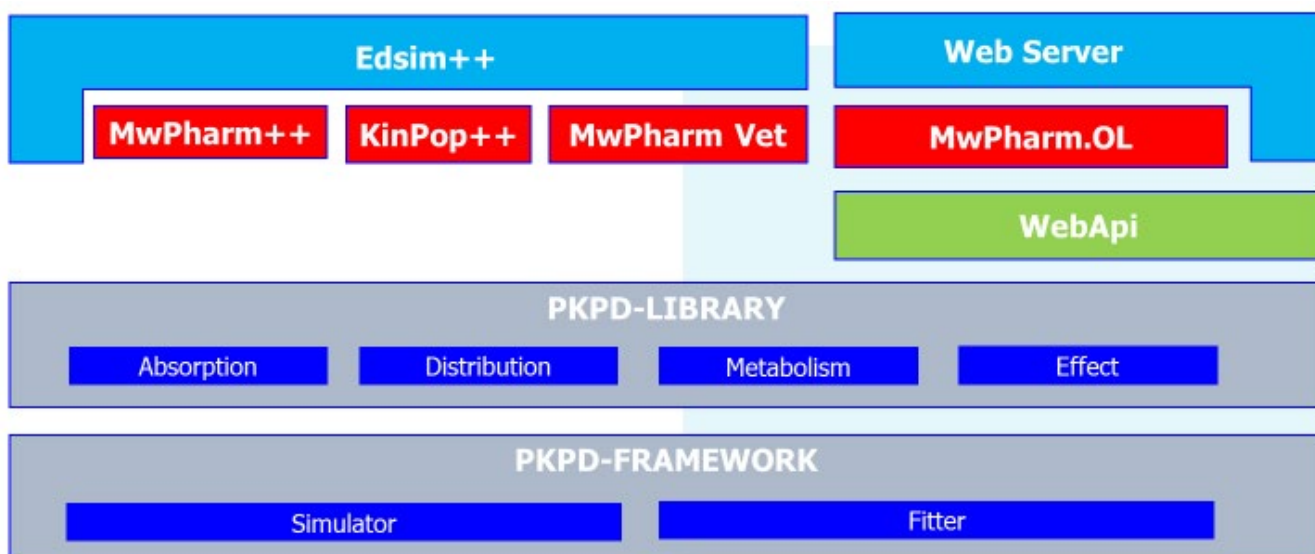 Edsim++
Web Server
MwPharm++
KinPop++
MwPharm Vet
MwPharm.OL
WebApi
PKPD-LIBRARY
Absorption
Distribution
Metabolism
Effect
PKPD-FRAMEWORK
Simulator
Fitter